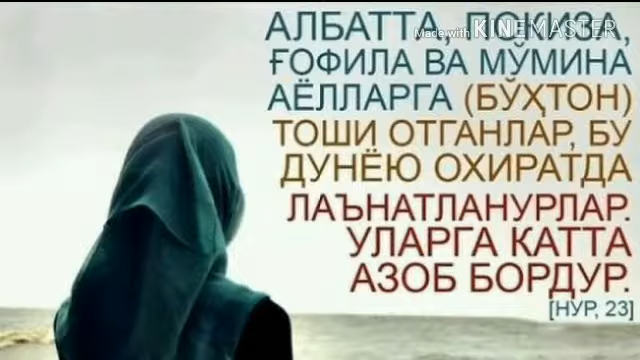 АЛБАТТА, ПОКИЗА,
Made with KINEMASTER
ҒОФИЛА ВА МЎМИНА
АЁЛЛАРГА (БЎҲТОН)
ТОШИ ОТГАНЛАР, БУ
ДУНЁЮ ОХИРАТДА
ЛАЪНАТЛАНУРЛАР.
УЛАРГА КАТТА
АЗОБ БОРДУР.
[НУР, 23]